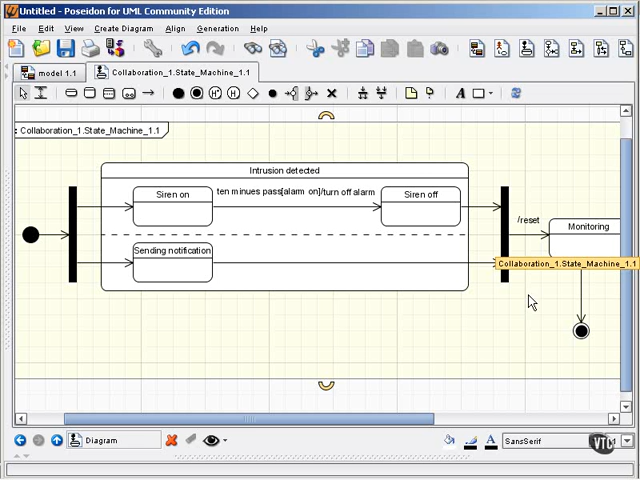 Untitled - Poseidon for UML Community Edition
File Edit View Create Diagram Align Generation Help
model 1.1
Collaboration_1.State_Machine_1.1
A
: Collaboration_1.State_Machine_1.1
Intrusion detected
Siren on
ten minues pass[alarm on]/turn off alarm
Siren off
/reset
Monitoring
Sending notification
Collaboration_1.State_Machine_1.1
Diagram
A
SansSerif
VTC